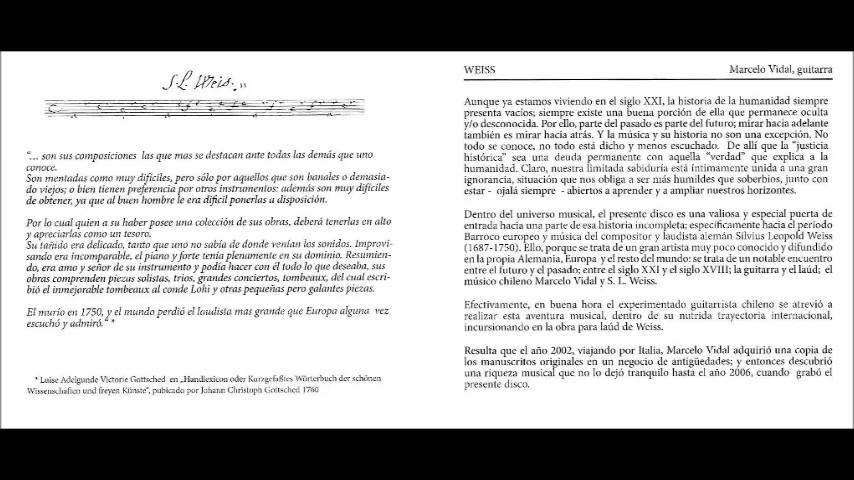 S. L. Weis.
"... son sus composiciones las que mas se destacan ante todas las demás que uno
conoce.
Son mentadas como muy difíciles, pero sólo por aquellos que son banales o demasia-
do viejos; o bien tienen preferencia por otros instrumentos: además son muy difíciles
de obtener, ya que al buen hombre le era difícil ponerlas a disposición.
Por lo cual quien a su haber posee una colección de sus obras, deberá tenerlas en alto
y apreciarlas como un tesoro.
Su tañido era delicado, tanto que uno no sabía de donde venían los sonidos. Improvi-
sando era incomparable, el piano y forte tenía plenamente en su dominio. Resumien-
do, era amo y señor de su instrumento y podía hacer con él todo lo que deseaba, sus
obras comprenden piezas solistas, tríos, grandes conciertos, tombeaux, del cual escri-
bió el inmejorable tombeaux al conde Lohi y otras pequeñas pero galantes piezas.
El murío en 1750, y el mundo perdió el laudista mas grande que Europa alguna vez
escuchó y admiró." *
* Luise Adelgunde Victorie Gottsched en „Handlexicon oder Kurzgefaßtes Wörterbuch der schönen
Wissenschaften und freyen Künste", pubicado por Johann Christoph Gottsched 1760
WEISS Marcelo Vidal, guitarra
Aunque ya estamos viviendo en el siglo XXI, la historia de la humanidad siempre
presenta vacíos; siempre existe una buena porción de ella que permanece oculta
y/o desconocida. Por ello, parte del pasado es parte del futuro; mirar hacia adelante
también es mirar hacia atrás. Y la música y su historia no son una excepción. No
todo se conoce, no todo está dicho y menos escuchado. De allí que la "justicia
histórica" sea una deuda permanente con aquella "verdad" que explica a la
humanidad. Claro, nuestra limitada sabiduría está íntimamente unida a una gran
ignorancia, situación que nos obliga a ser más humildes que soberbios, junto con
estar - ojalá siempre - abiertos a aprender y a ampliar nuestros horizontes.
Dentro del universo musical, el presente disco es una valiosa y especial puerta de
entrada hacia una parte de esa historia incompleta; específicamente hacia el período
Barroco europeo y música del compositor y laudista alemán Silvius Leopold Weiss
(1687-1750). Ello, porque se trata de un gran artista muy poco conocido y difundido
en la propia Alemania, Europa y el resto del mundo: se trata de un notable encuentro
entre el futuro y el pasado; entre el siglo XXI y el siglo XVIII; la guitarra y el laúd; el
músico chileno Marcelo Vidal y S. L. Weiss.
Efectivamente, en buena hora el experimentado guitarrista chileno se atrevió a
realizar esta aventura musical, dentro de su nutrida trayectoria internacional,
incursionando en la obra para laúd de Weiss.
Resulta que el año 2002, viajando por Italia, Marcelo Vidal adquirió una copia de
los manuscritos originales en un negocio de antigüedades; y entonces descubrió
una riqueza musical que no lo dejó tranquilo hasta el año 2006, cuando grabó el
presente disco.